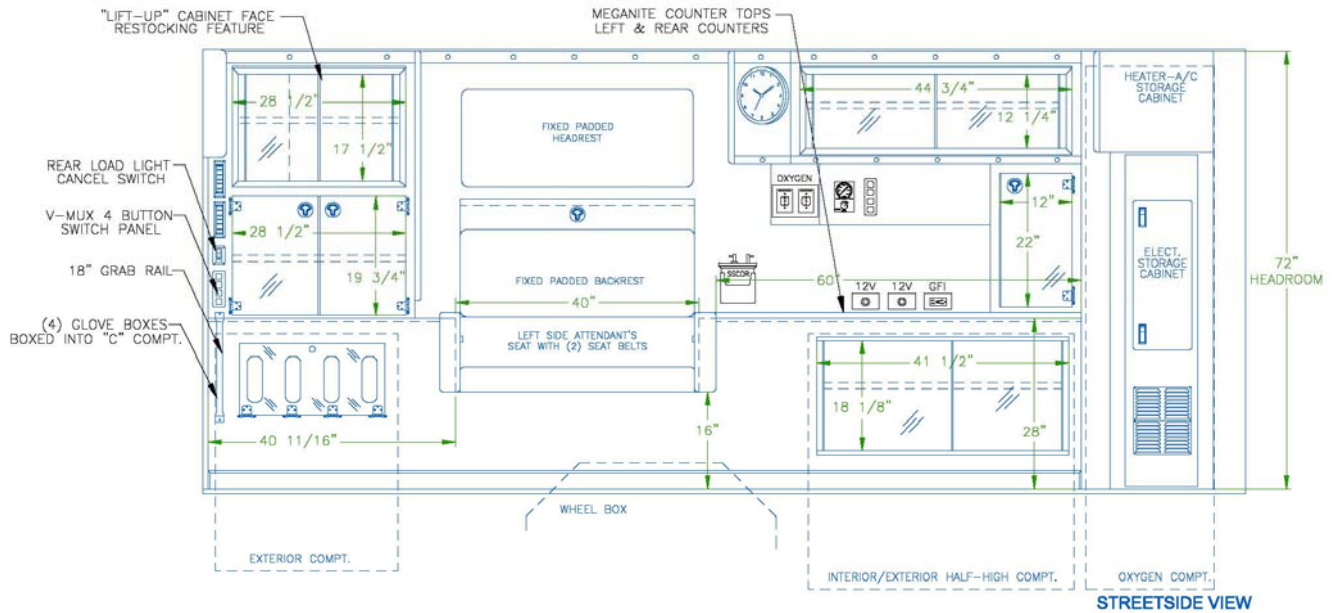 "LIFT-UP" CABINET FACE
RESTOCKING FEATURE
MEGANITE COUNTER TOPS
LEFT & REAR COUNTERS
28 1/2"
17 1/2"
FIXED PADDED
HEADREST
44 3/4"
12 1/4"
HEATER-A/C
STORAGE
CABINET
REAR LOAD LIGHT
CANCEL SWITCH
V-MUX 4 BUTTON
SWITCH PANEL
18" GRAB RAIL
(4) GLOVE BOXES
BOXED INTO "C" COMPT.
28 1/2"
19 3/4"
OXYGEN
12"
22"
ELECT.
STORAGE
CABINET
72"
HEADROOM
FIXED PADDED BACKREST
40"
SSCOR
60"
12V
12V
GFI
LEFT SIDE ATTENDANT'S
SEAT WITH (2) SEAT BELTS
41 1/2"
18 1/8"
28"
16"
40 11/16"
WHEEL BOX
EXTERIOR COMPT.
INTERIOR/EXTERIOR HALF-HIGH COMPT.
OXYGEN COMPT.
STREETSIDE VIEW